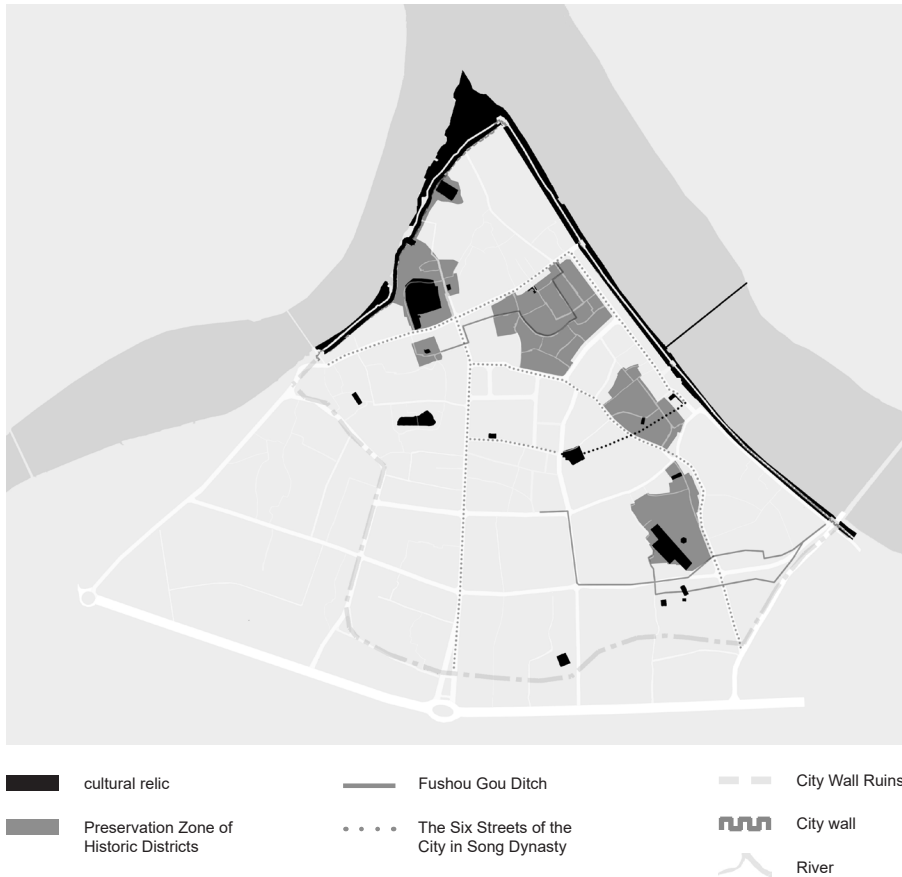 cultural relic
Preservation Zone of
Historic Districts
Fushou Gou Ditch
The Six Streets of the
City in Song Dynasty
City Wall Ruins
City wall
River